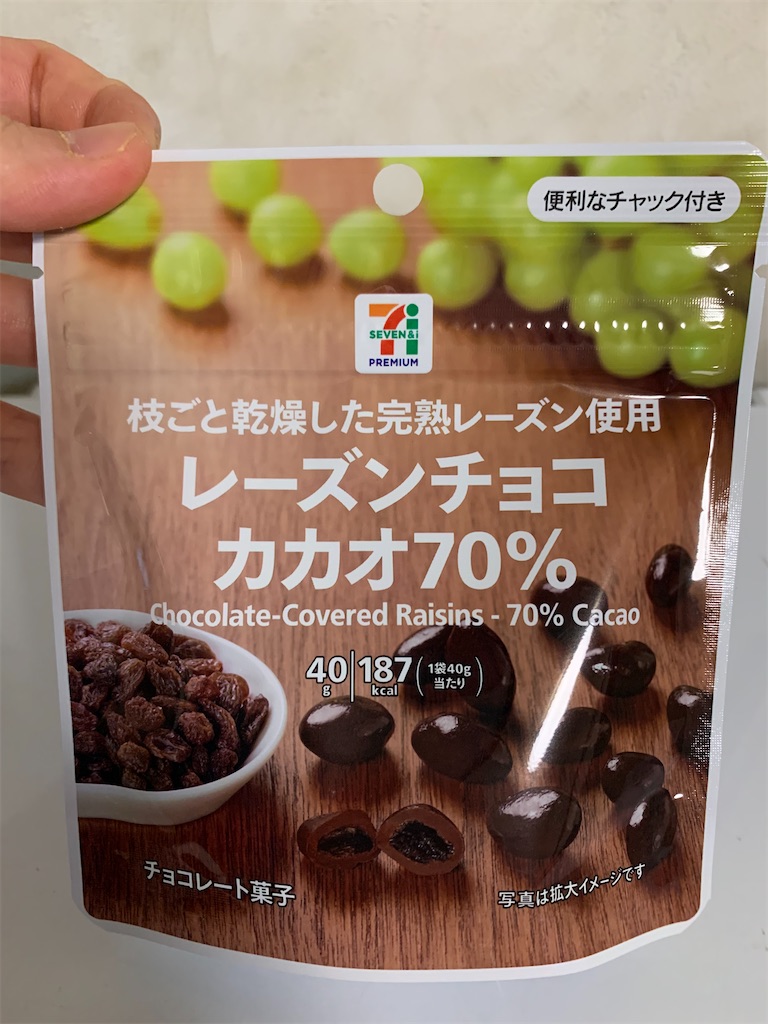 便利なチャック付き
7i
SEVEN&i
PREMIUM
枝ごと乾燥した完熟レーズン使用
レーズンチョコ
カカオ70%
Chocolate-Covered Raisins - 70% Cacao
40g 187kcal (1袋40g当たり)
チョコレート菓子
写真は拡大イメージです